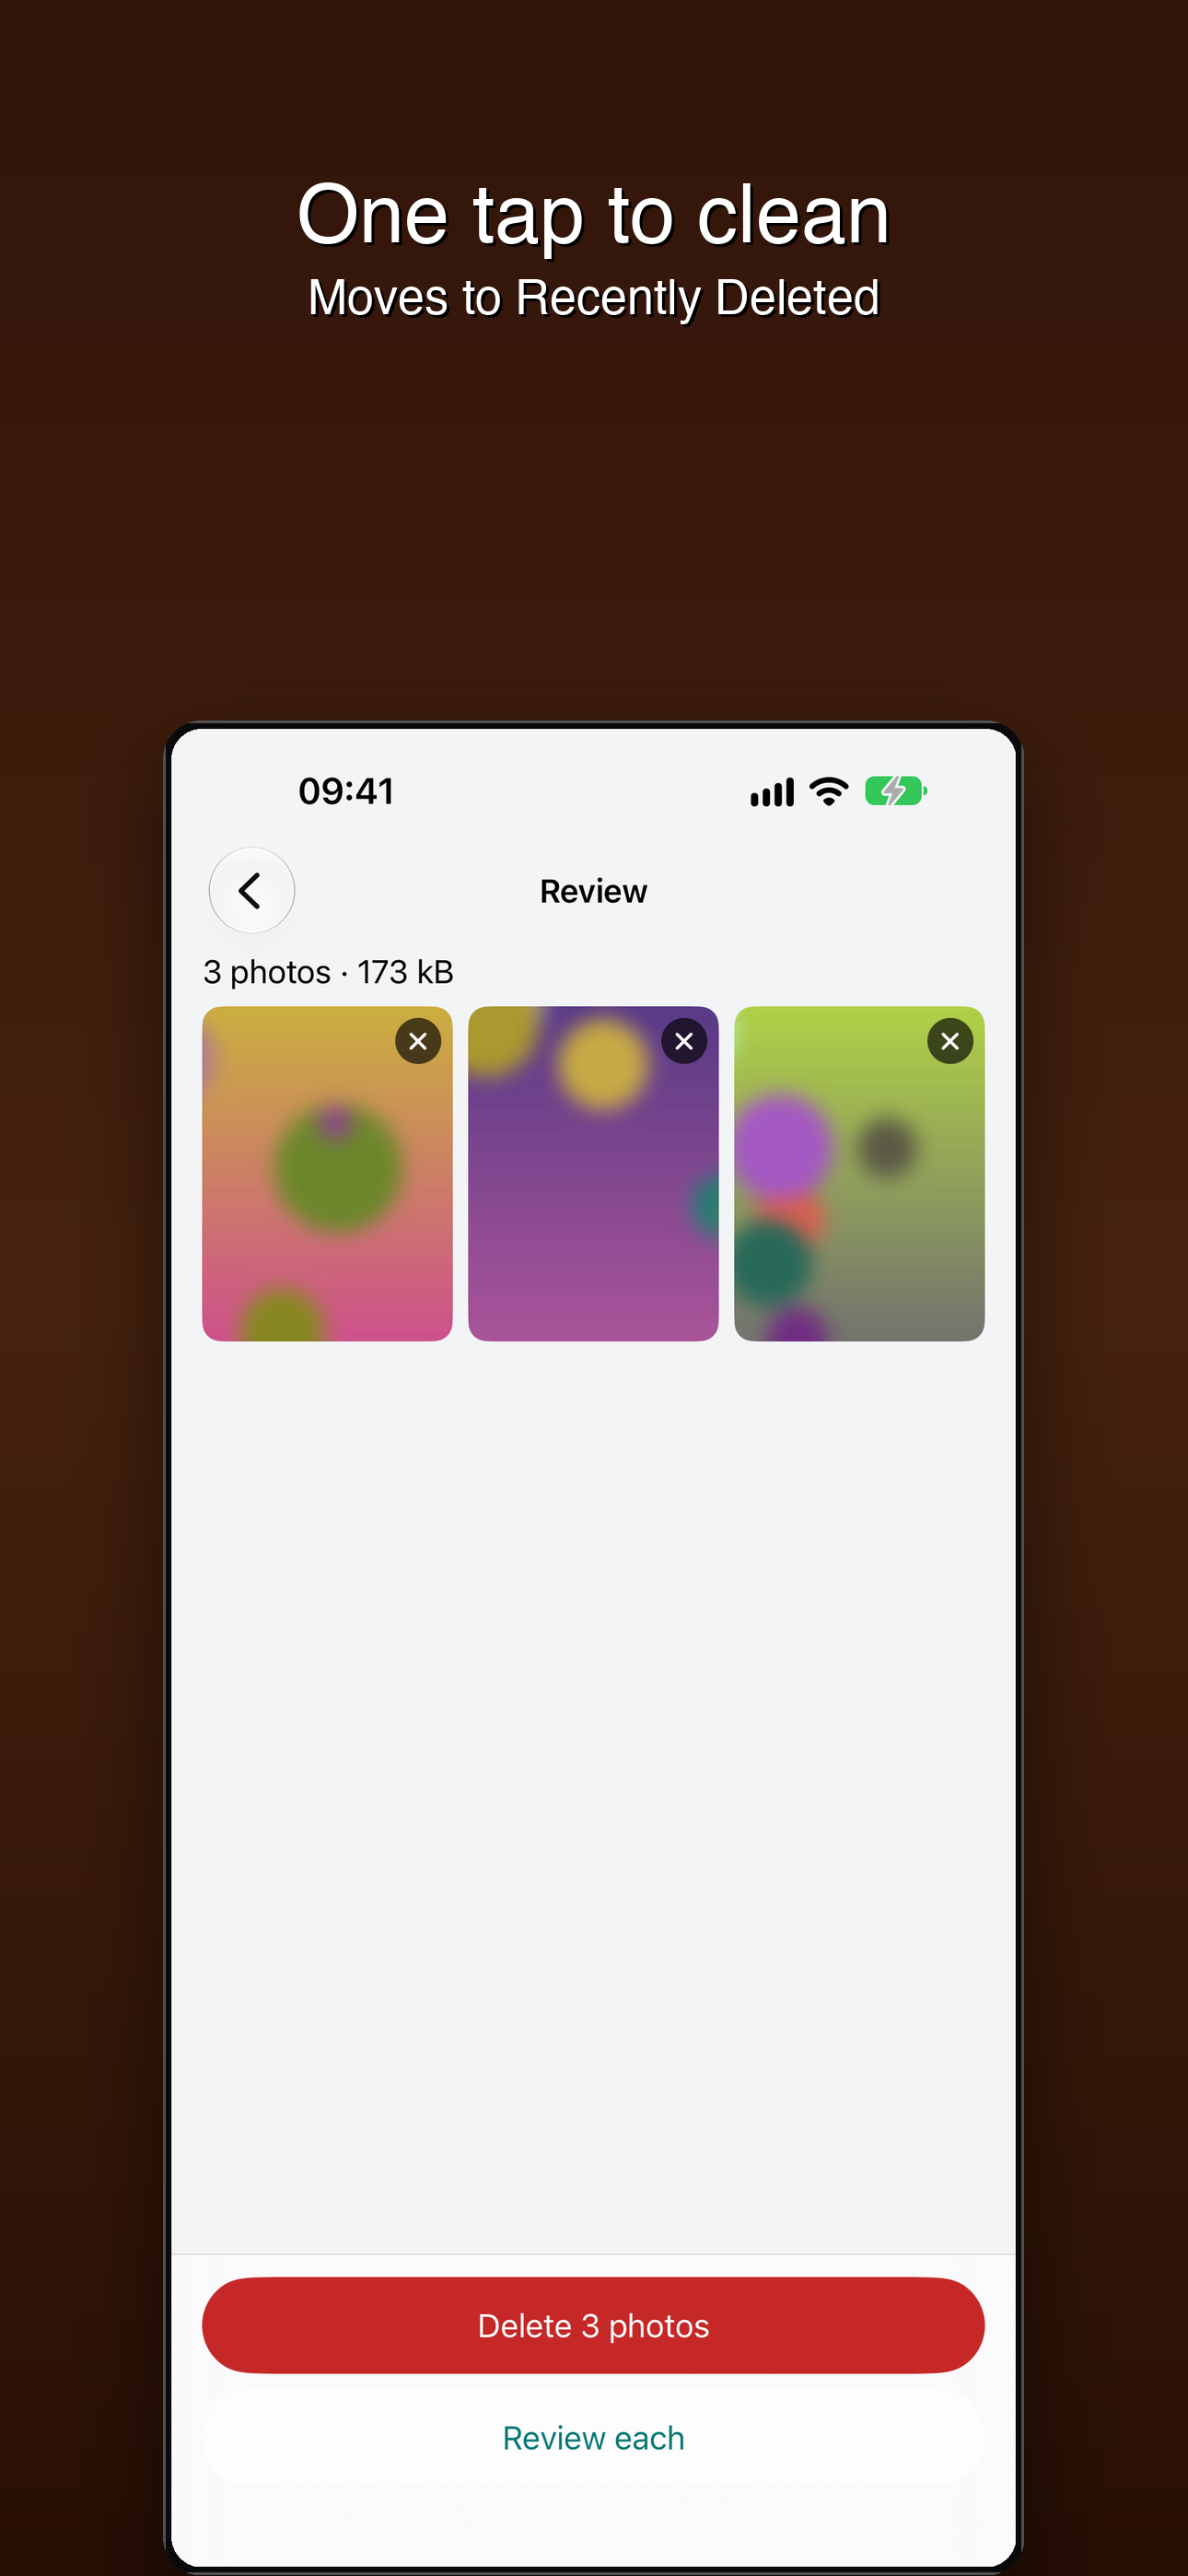 One tap to clean
Moves to Recently Deleted
09:41
Review
3 photos · 173 kB
Delete 3 photos
Review each